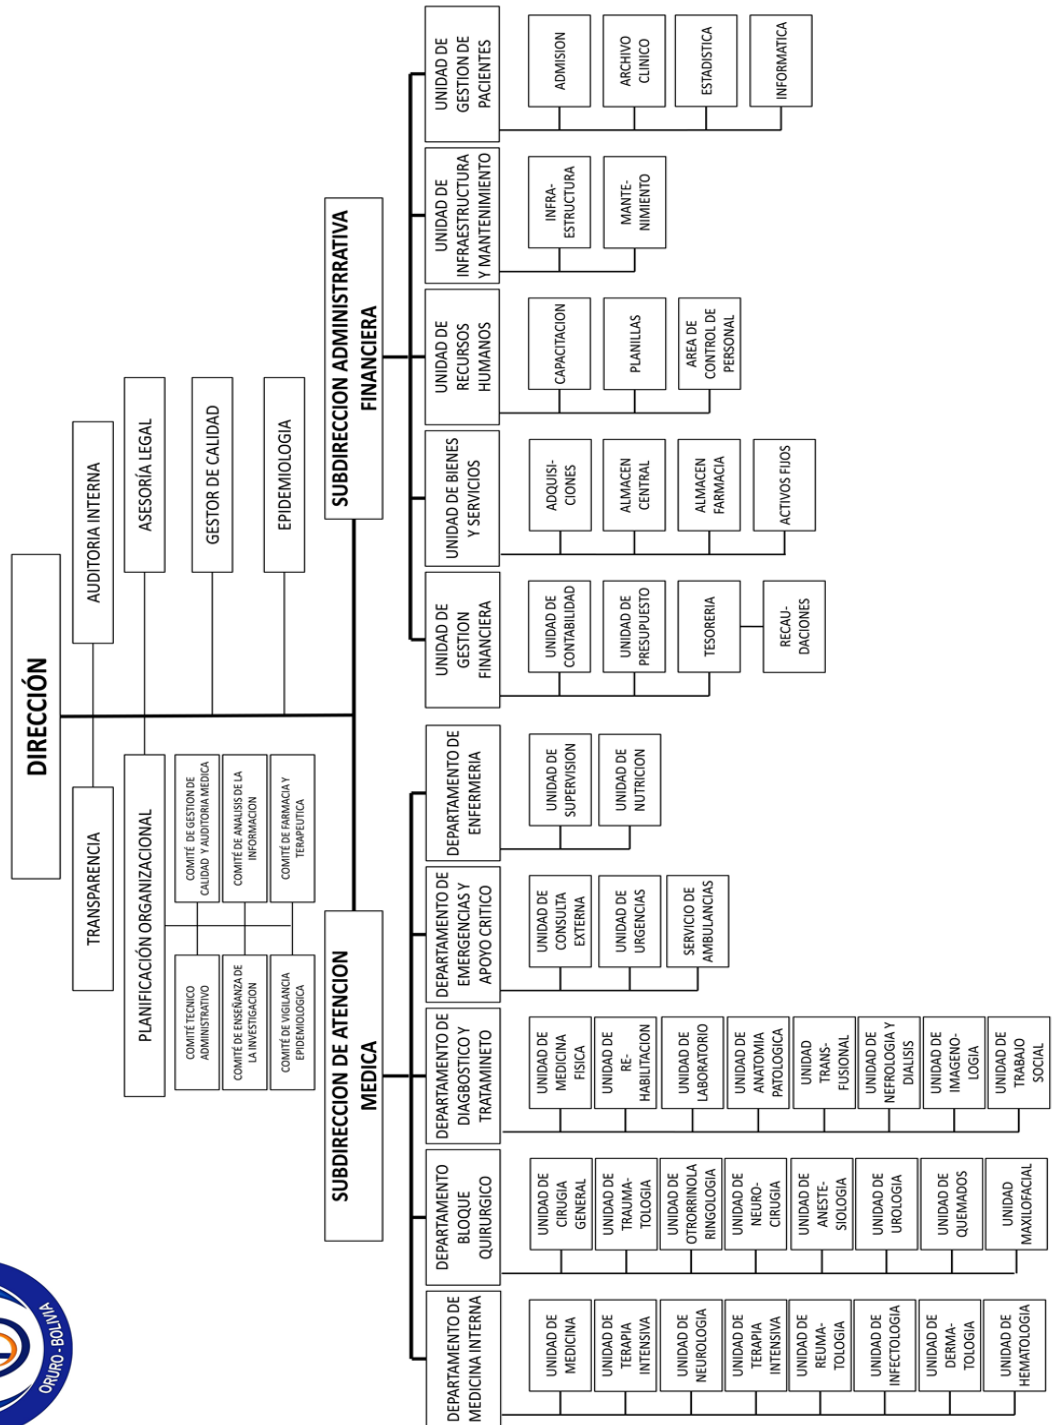 DIRECCIÓN
TRANSPARENCIA
AUDITORIA INTERNA
PLANIFICACIÓN ORGANIZACIONAL
ASESORÍA LEGAL
COMITÉ TECNICO
ADMINISTRATIVO
COMITÉ DE GESTION DE
CALIDAD Y AUDITORIA MEDICA
GESTOR DE CALIDAD
COMITÉ DE ENSEÑANZA DE
LA INVESTIGACION
COMITÉ DE ANALISIS DE LA
INFORMACION
COMITÉ DE VIGILANCIA
EPIDEMIOLOGICA
COMITÉ DE FARMACIA Y
TERAPEUTICA
EPIDEMIOLOGIA
SUBDIRECCION DE ATENCION
MEDICA
SUBDIRECCION ADMINISTRRATIVA
FINANCIERA
DEPARTAMENTO DE
MEDICINA INTERNA
UNIDAD DE
MEDICINA
UNIDAD DE
TERAPIA
INTENSIVA
UNIDAD DE
NEUROLOGIA
UNIDAD DE
TERAPIA
INTENSIVA
UNIDAD DE
REUMA-
TOLOGIA
UNIDAD DE
INFECTOLOGIA
UNIDAD DE
DERMA-
TOLOGIA
UNIDAD DE
HEMATOLOGIA
DEPARTAMENTO
BLOQUE
QUIRURGICO
UNIDAD DE
CIRUGIA
GENERAL
UNIDAD DE
TRAUMA-
TOLOGIA
UNIDAD DE
OTRORRINOLA
RINGOLOGIA
UNIDAD DE
NEURO-
CIRUGIA
UNIDAD DE
ANESTE-
SIOLOGIA
UNIDAD DE
UROLOGIA
UNIDAD DE
QUEMADOS
UNIDAD
MAXILOFACIAL
DEPARTAMENTO DE
DIAGBOSTICO Y
TRATAMINETO
UNIDAD DE
MEDICINA
FISICA
UNIDAD DE
RE-
HABILITACION
UNIDAD DE
LABORATORIO
UNIDAD DE
ANATOMIA
PATOLOGICA
UNIDAD
TRANS-
FUSIONAL
UNIDAD DE
NEFROLOGIA Y
DIALISIS
UNIDAD DE
IMAGENO-
LOGIA
UNIDAD DE
TRABAJO
SOCIAL
DEPARTAMENTO DE
EMERGENCIAS Y
APOYO CRITICO
UNIDAD DE
CONSULTA
EXTERNA
UNIDAD DE
URGENCIAS
SERVICIO DE
AMBULANCIAS
DEPARTAMENTO DE
ENFERMERIA
UNIDAD DE
SUPERVISION
UNIDAD DE
NUTRICION
UNIDAD DE
GESTION
FINANCIERA
UNIDAD DE
CONTABILIDAD
UNIDAD DE
PRESUPUESTO
TESORERIA
RECAU-
DACIONES
UNIDAD DE BIENES
Y SERVICIOS
ADQUISI-
CIONES
ALMACEN
CENTRAL
ALMACEN
FARMACIA
ACTIVOS FIJOS
UNIDAD DE
RECURSOS
HUMANOS
CAPACITACION
PLANILLAS
AREA DE
CONTROL DE
PERSONAL
UNIDAD DE
INFRAESTRUCTURA
Y MANTENIMIENTO
INFRA-
ESTRUCTURA
MANTE-
NIMIENTO
UNIDAD DE
GESTION DE
PACIENTES
ADMISION
ARCHIVO
CLINICO
ESTADISTICA
INFORMATICA
ORURO - BOLIVIA